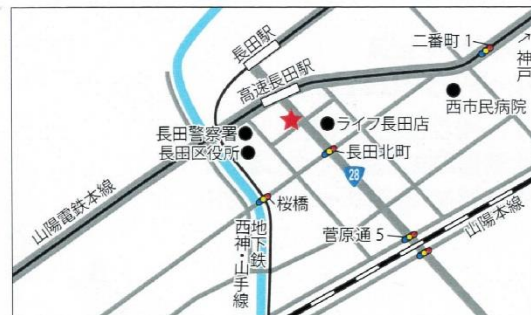 長田駅
高速長田駅
二番町1
神戸
西市民病院
ライフ長田店
長田警察署
長田区役所
長田北町
28
桜橋
菅原通5
山陽本線
山陽電鉄本線
地下鉄
西神・山手線